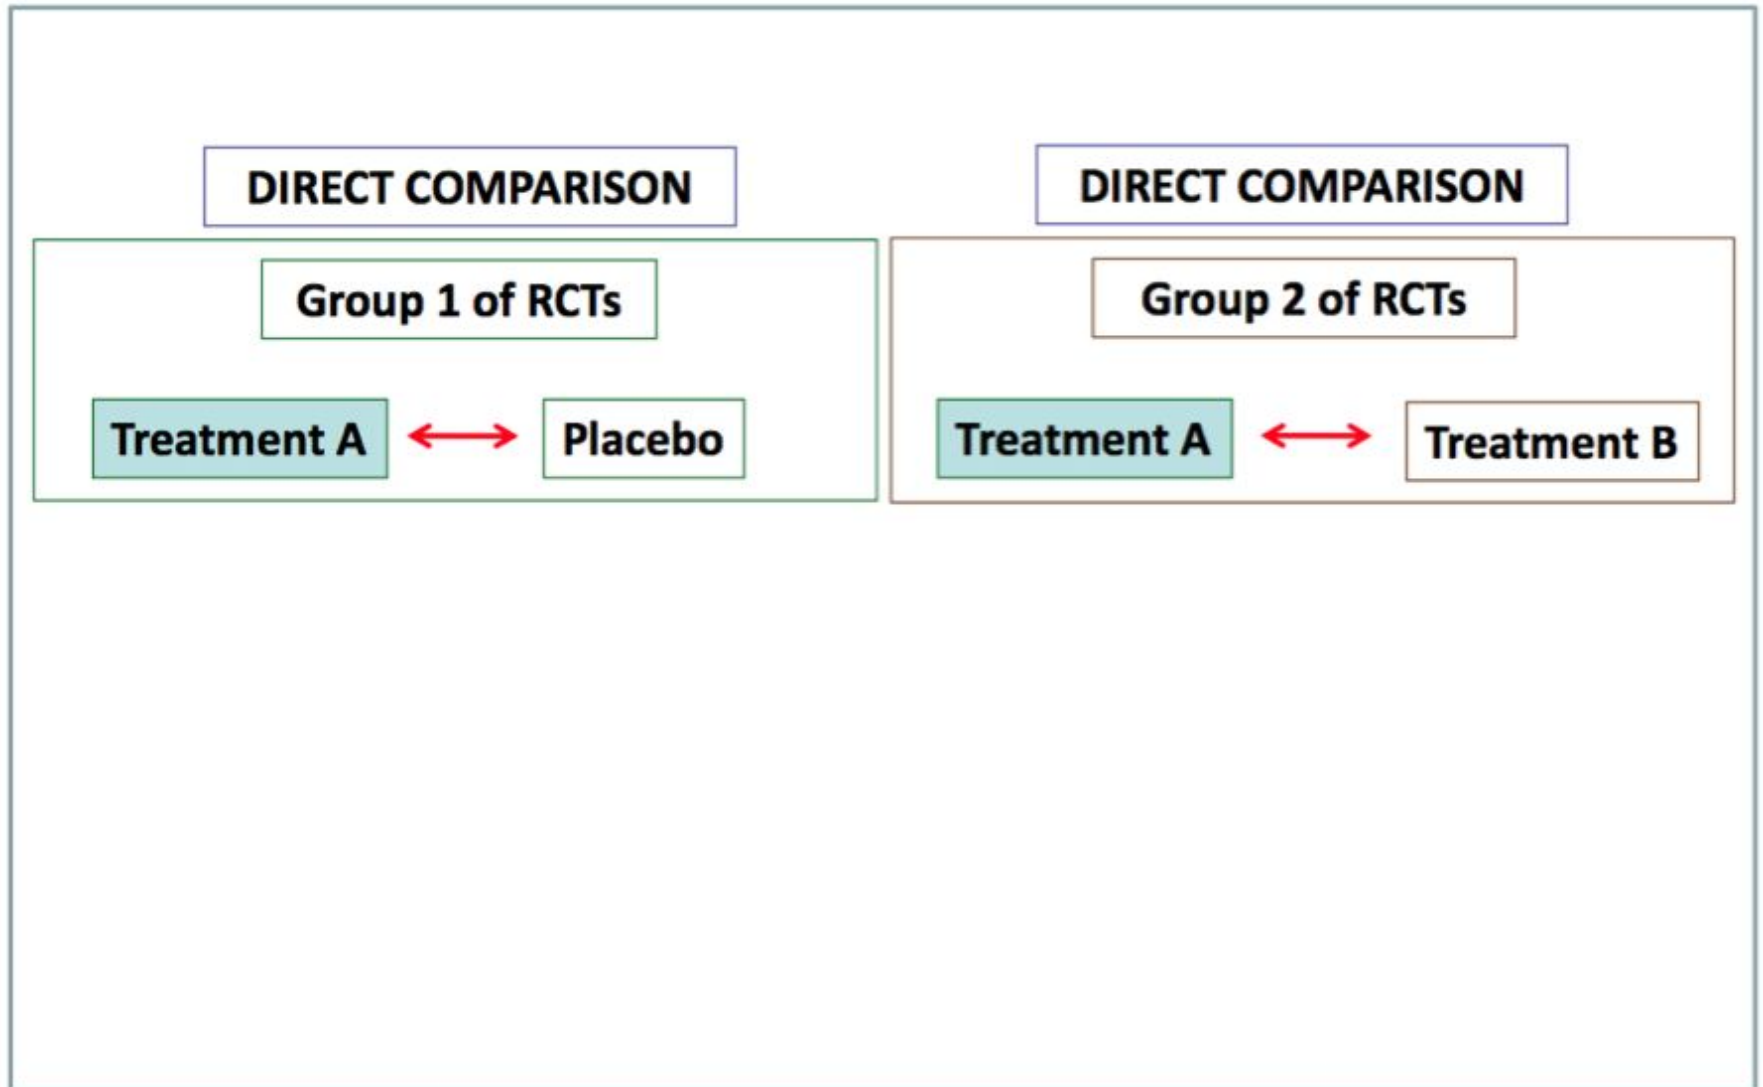 DIRECT COMPARISON
Group 1 of RCTs
Treatment A
Placebo
DIRECT COMPARISON
Group 2 of RCTs
Treatment A
Treatment B